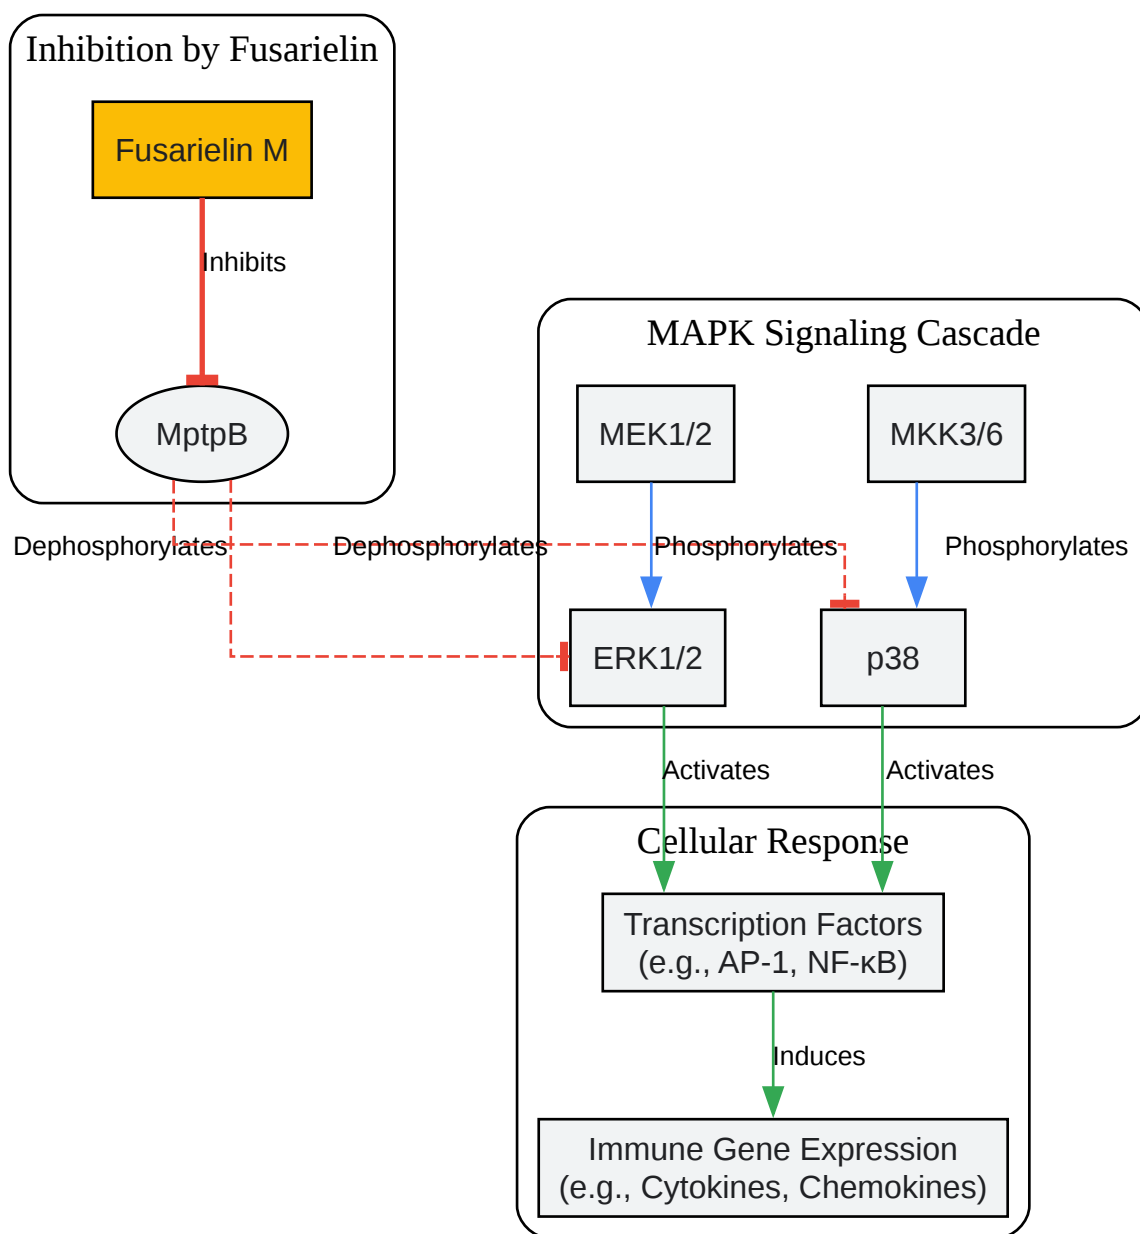 Inhibition by Fusarielin
Fusarielin M
Inhibits
MptpB
MAPK Signaling Cascade
MEK1/2
MKK3/6
Dephosphorylates
Dephosphorylates
Phosphorylates
Phosphorylates
ERK1/2
p38
Activates
Activates
Cellular Response
Transcription Factors
(e.g., AP-1, NF-κB)
Induces
Immune Gene Expression
(e.g., Cytokines, Chemokines)